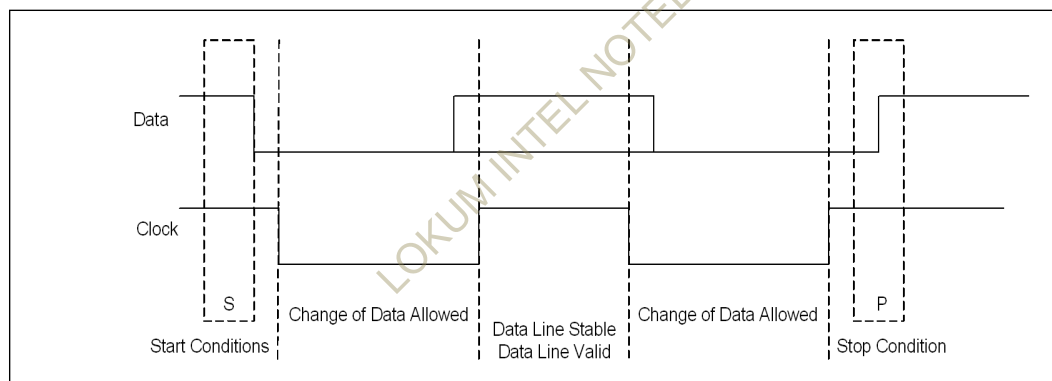 LOKUM INTEL NOTEL
Data
Clock
S
P
Change of Data Allowed
Data Line Stable
Data Line Valid
Change of Data Allowed
Start Conditions
Stop Condition